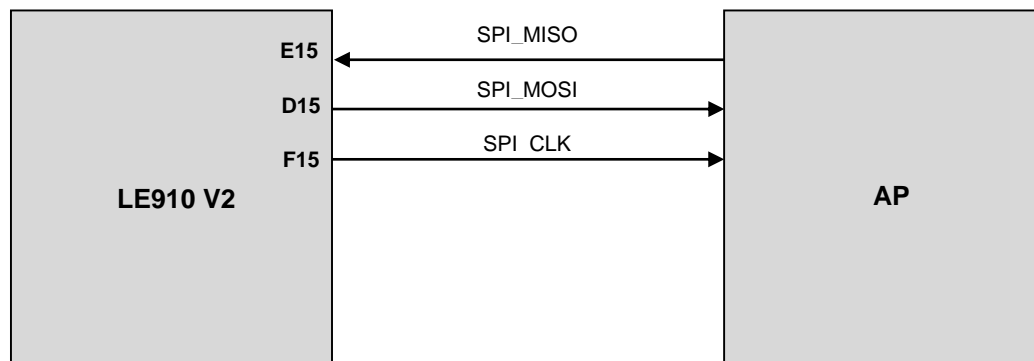 SPI_MISO
E15
SPI_MOSI
D15
SPI_CLK
F15
LE910 V2
AP